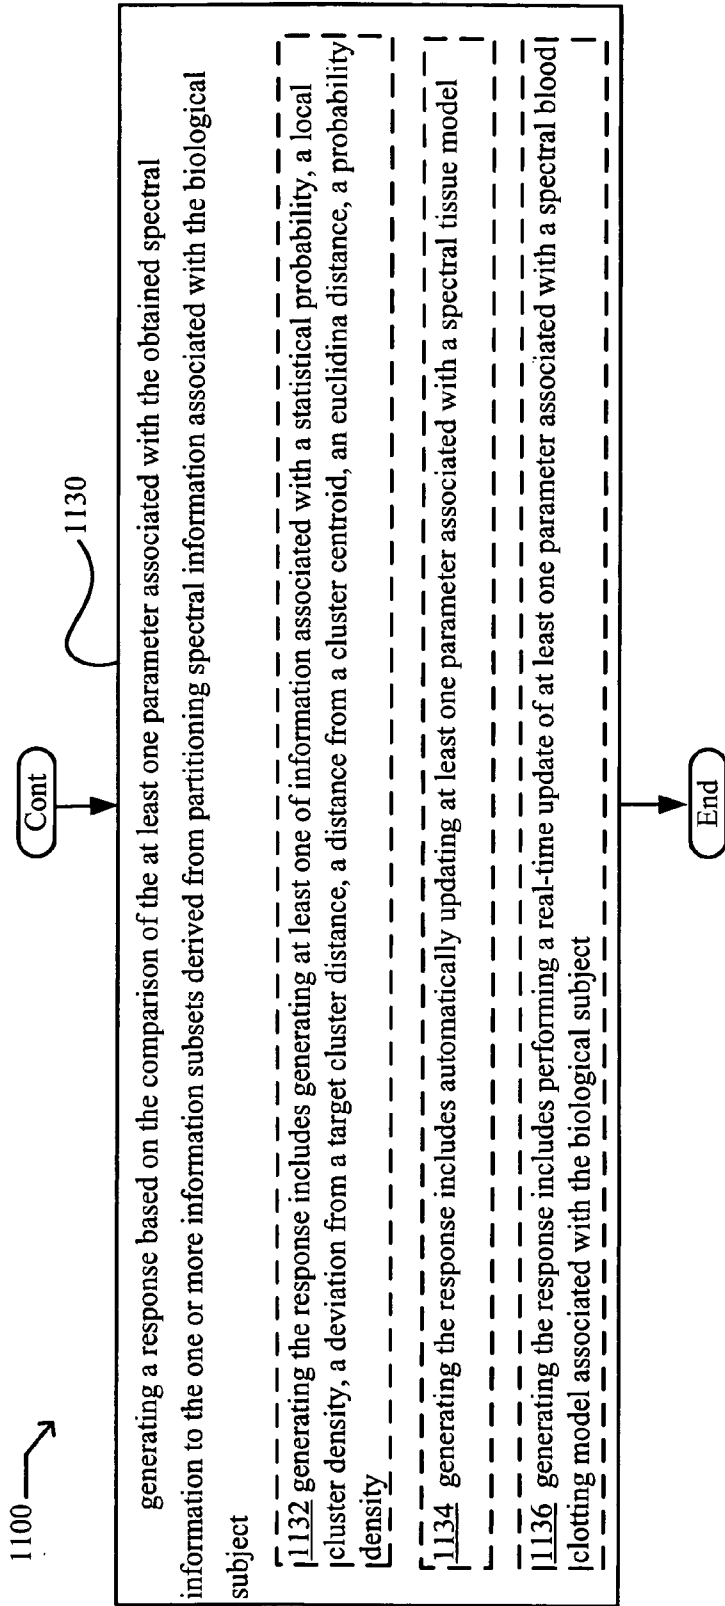 1100
Cont
1130
generating a response based on the comparison of the at least one parameter associated with the obtained spectral
information to the one or more information subsets derived from partitioning spectral information associated with the biological
subject
1132 generating the response includes generating at least one of information associated with a statistical probability, a local
cluster density, a deviation from a target cluster distance, a distance from a cluster centroid, an euclidina distance, a probability
density
1134 generating the response includes automatically updating at least one parameter associated with a spectral tissue model
1136 generating the response includes performing a real-time update of at least one parameter associated with a spectral blood
clotting model associated with the biological subject
End